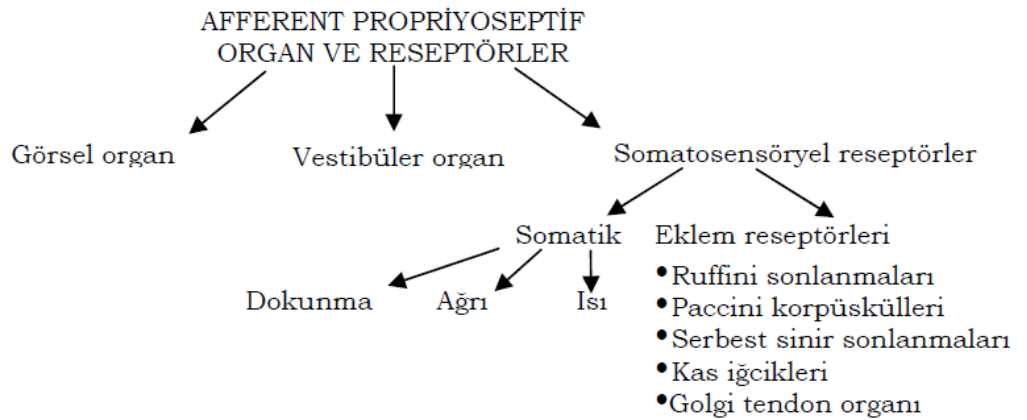 AFFERENT PROPRİYOSEPTİF
ORGAN VE RESEPTÖRLER
Görsel organ
Vestibüler organ
Somatosensöryel reseptörler
Somatik
Eklem reseptörleri
Dokunma
Ağrı
Isı
•Ruffini sonlanmaları
•Paccini korpüskülleri
•Serbest sinir sonlanmaları
•Kas iğcikleri
•Golgi tendon organı